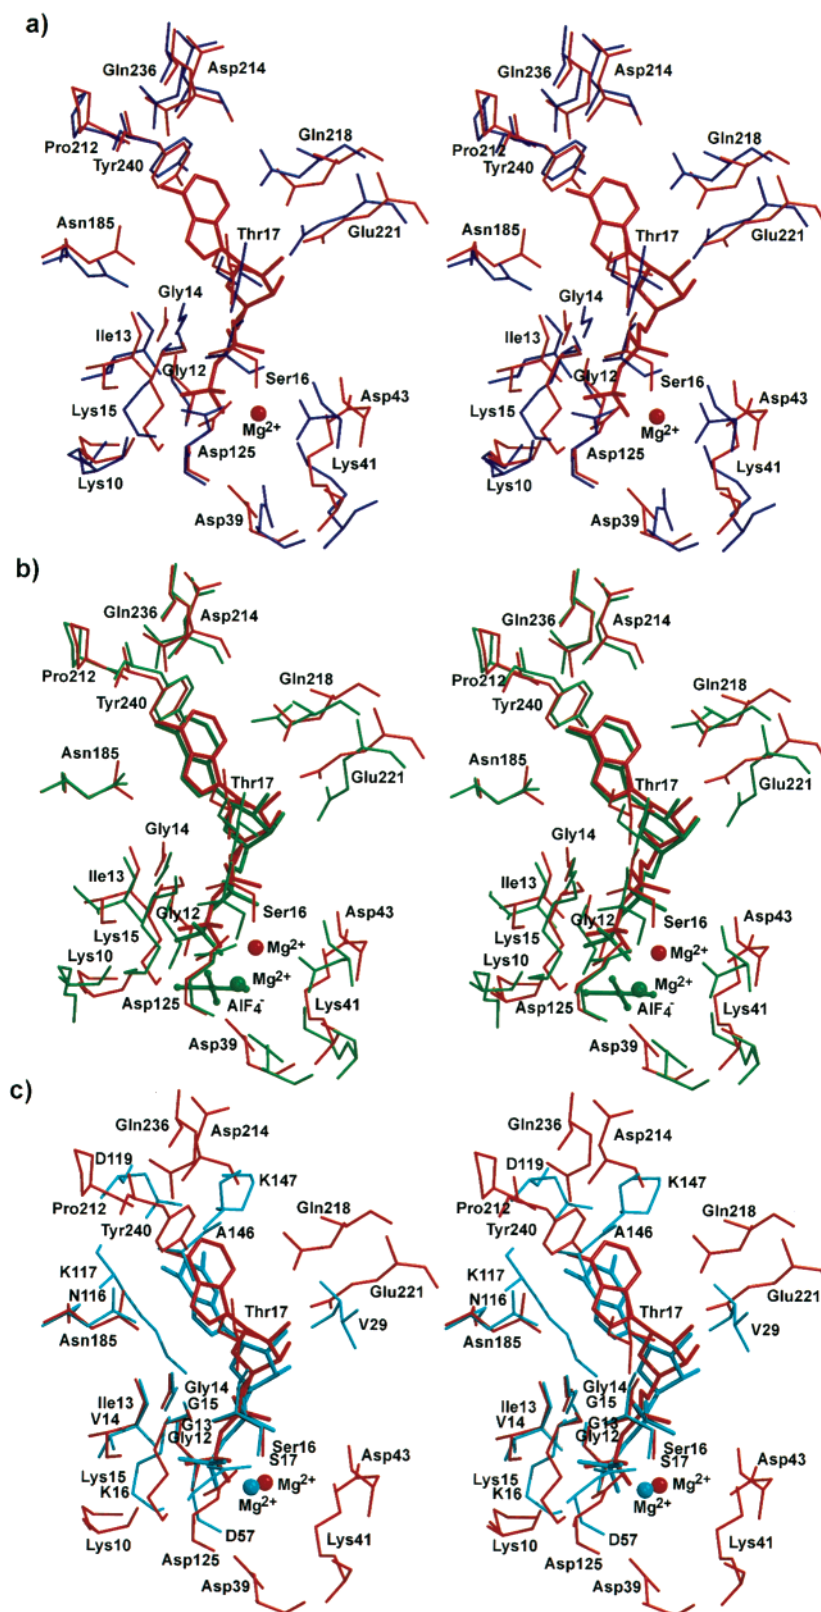 a)
Gln236 Asp214
Pro212
Tyr240
Gln218
Asn185
Thr17
Glu221
Gly14
Ile13
Gly12
Ser16
Asp43
Lys15
Mg2+
Asp125
Lys41
Lys10
Asp39
Gln236 Asp214
Pro212
Tyr240
Gln218
Asn185
Thr17
Glu221
Gly14
Ile13
Gly12
Ser16
Asp43
Lys15
Mg2+
Asp125
Lys41
Lys10
Asp39
b)
Gln236 Asp214
Pro212
Tyr240
Gln218
Asn185
Thr17
Glu221
Gly14
Ile13
Gly12
Ser16
Asp43
Lys15
Lys10
Mg2+
Mg2+
Asp125
AlF4-
Lys41
Asp39
Gln236 Asp214
Pro212
Tyr240
Gln218
Asn185
Thr17
Glu221
Gly14
Ile13
Gly12
Ser16
Asp43
Lys15
Lys10
Mg2+
Mg2+
Asp125
AlF4-
Lys41
Asp39
c)
Gln236 Asp214
D119
K147
Pro212
Tyr240
A146
Gln218
K117
Glu221
N116
Thr17
V29
Asn185
Gly14
Ile13 G15
V14 G13
Gly12
Ser16
S17
Asp43
Lys15
K16
Mg2+
Mg2+
D57
Lys10
Asp125
Lys41
Asp39
Gln236
Asp214
D119
K147
Pro212
Tyr240
A146
Gln218
K117
Glu221
N116
Thr17
V29
Asn185
Gly14
Ile13 G15
V14 G13
Gly12
Ser16
S17
Asp43
Lys15
K16
Mg2+
Mg2+
D57
Lys10
Asp125
Lys41
Asp39